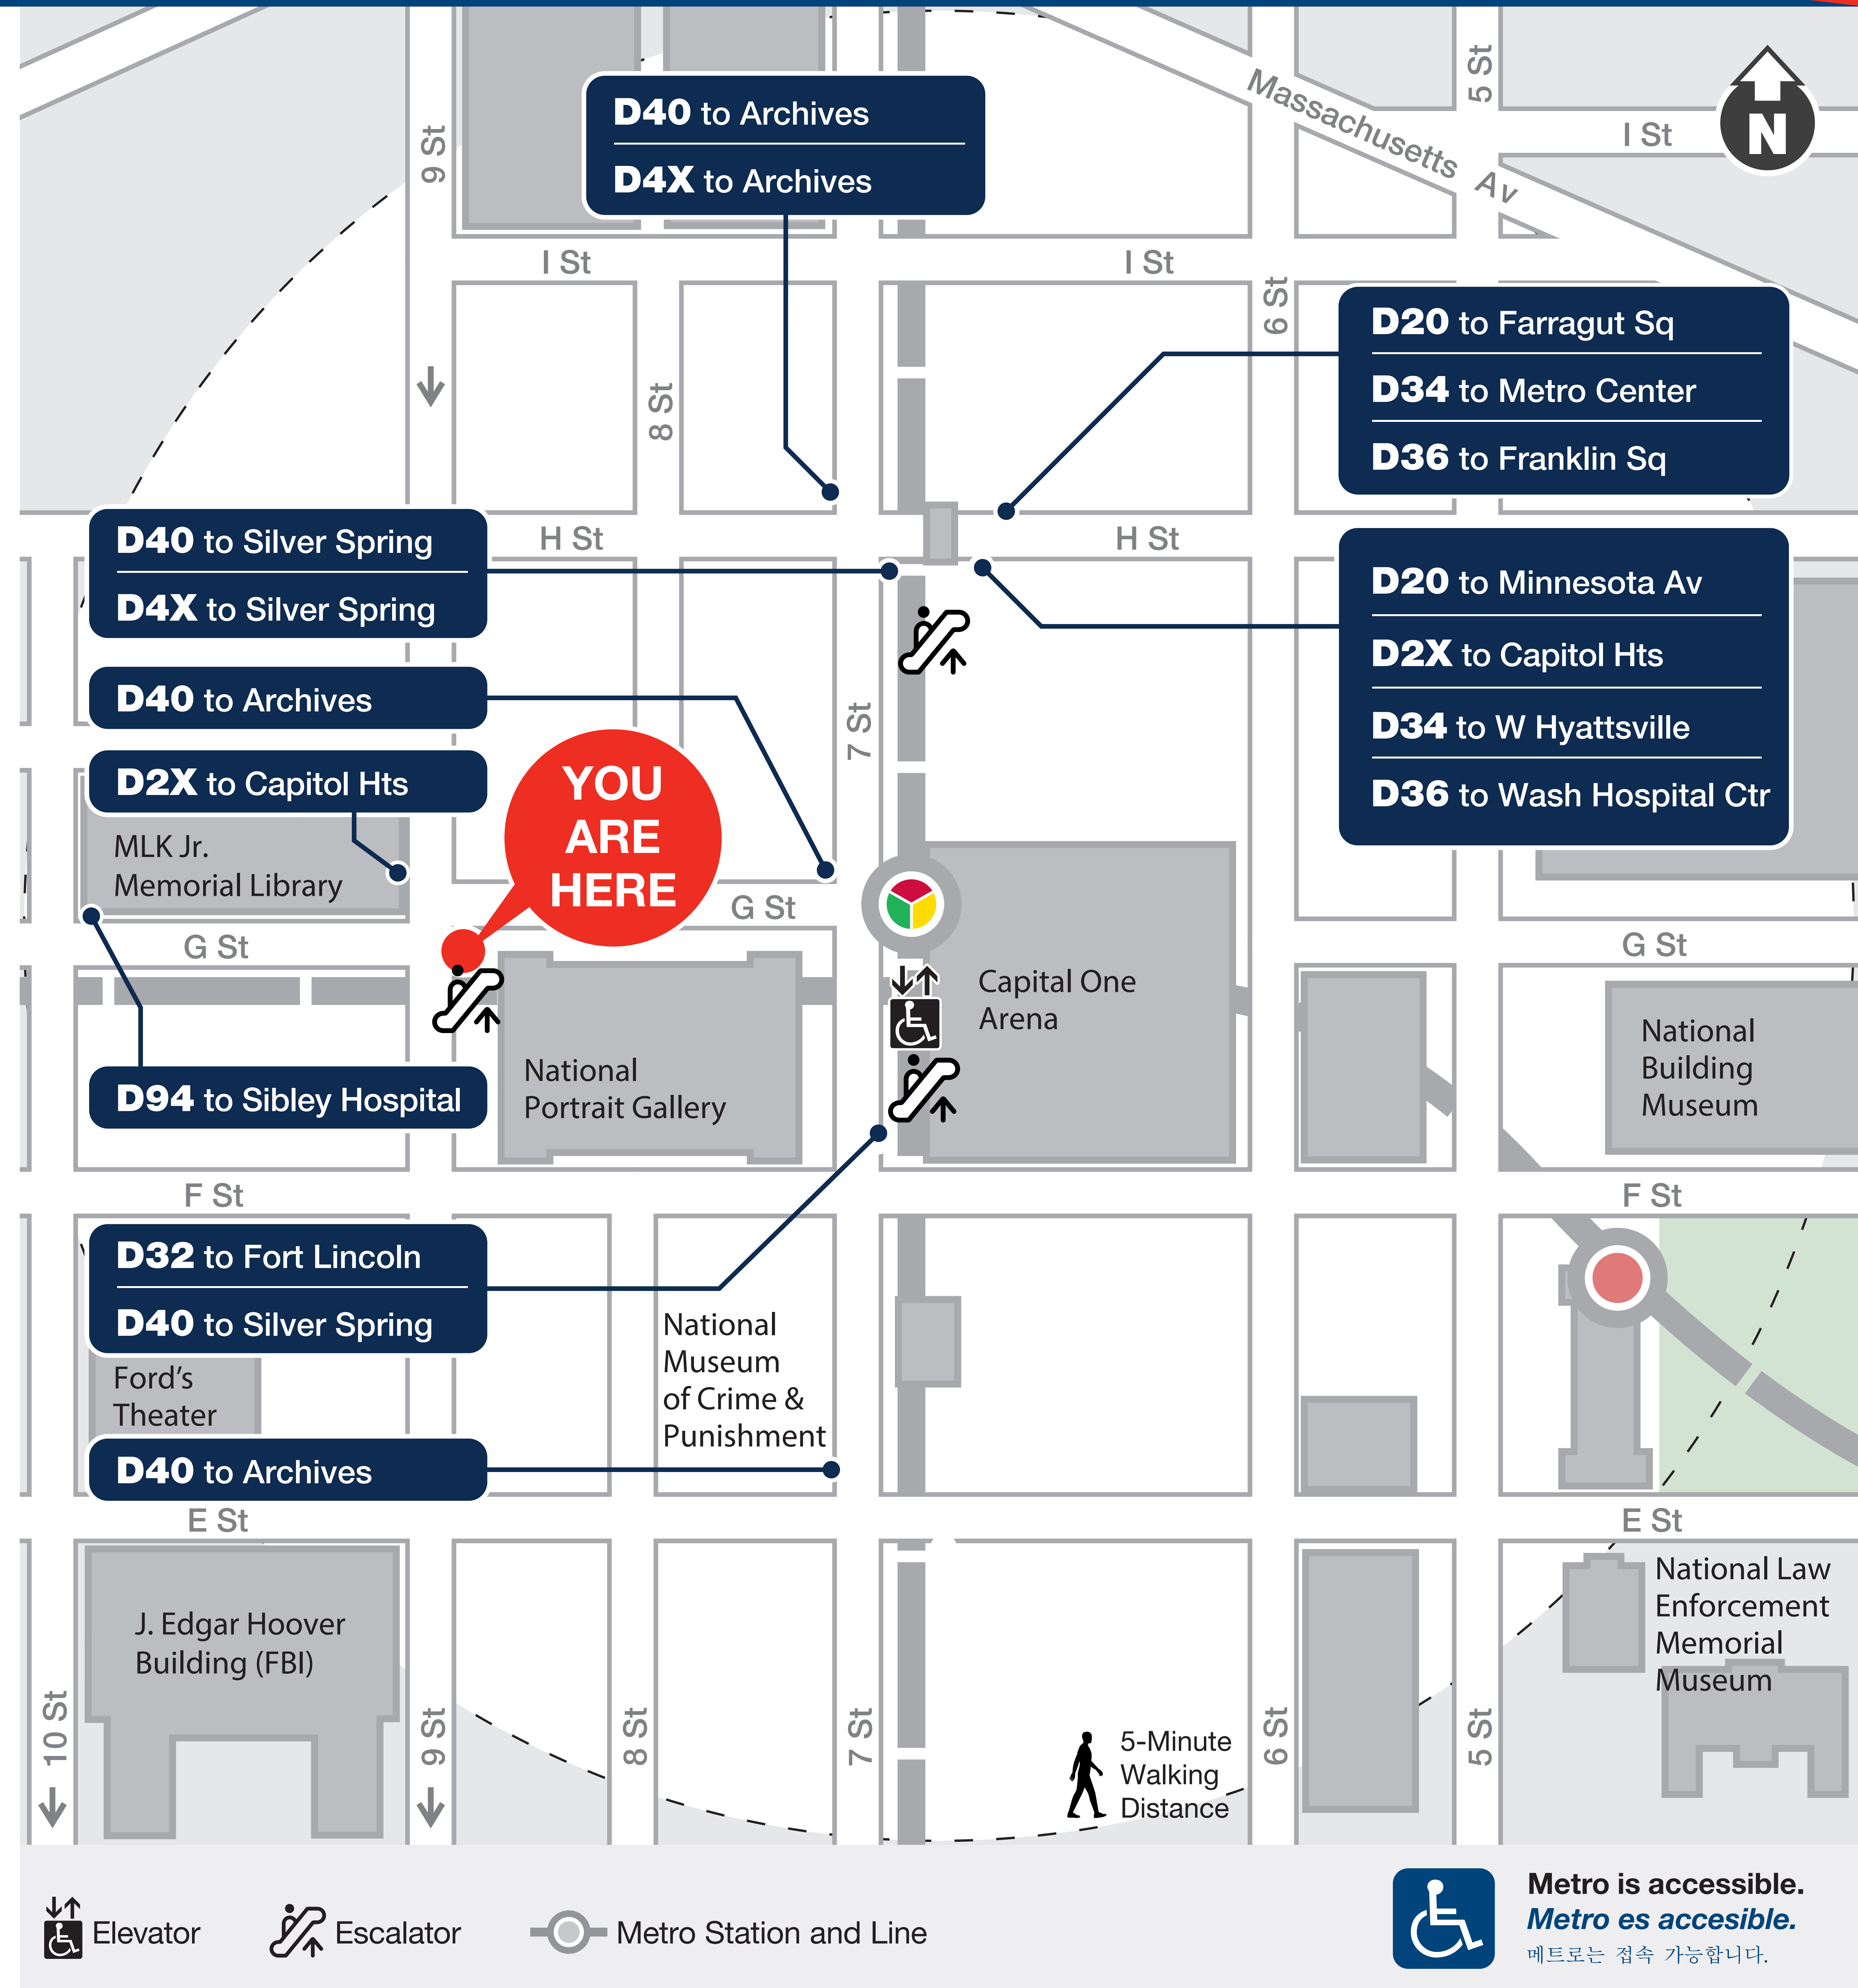 5 St
Massachusetts Av
I St
N
9 St
D40 to Archives
D4X to Archives
I St
I St
6 St
8 St
D20 to Farragut Sq
D34 to Metro Center
D36 to Franklin Sq
D40 to Silver Spring
D4X to Silver Spring
H St
H St
D20 to Minnesota Av
D2X to Capitol Hts
D34 to W Hyattsville
D36 to Wash Hospital Ctr
D40 to Archives
7 St
D2X to Capitol Hts
YOU
ARE
HERE
MLK Jr.
Memorial Library
G St
G St
G St
Capital One
Arena
National
Building
Museum
National
Portrait Gallery
D94 to Sibley Hospital
F St
F St
D32 to Fort Lincoln
D40 to Silver Spring
National
Museum
of Crime &
Punishment
Ford's
Theater
D40 to Archives
E St
E St
J. Edgar Hoover
Building (FBI)
National Law
Enforcement
Memorial
Museum
10 St
9 St
8 St
7 St
6 St
5 St
5-Minute
Walking
Distance
Elevator
Escalator
Metro Station and Line
Metro is accessible.
Metro es accesible.
메트로는 접속 가능합니다.